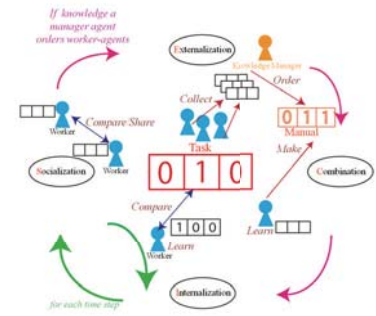 If knowledge a
manager agent
orders worker-agents
Externalization
Knowledge Manager
Order
Collect
0 1 1
Manual
Compare Share
Worker
Task
Make
Worker
Socialization
0 1 0
Combination
Compare
1 0 0
Learn
Worker
Learn
for each time step
Internalization